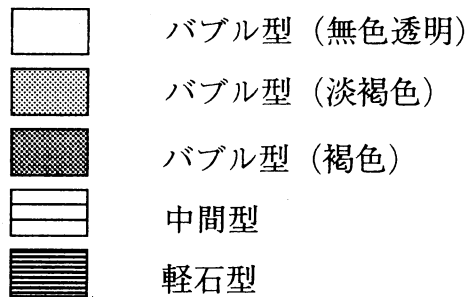 バブル型（無色透明）
バブル型（淡褐色）
バブル型（褐色）
中間型
軽石型